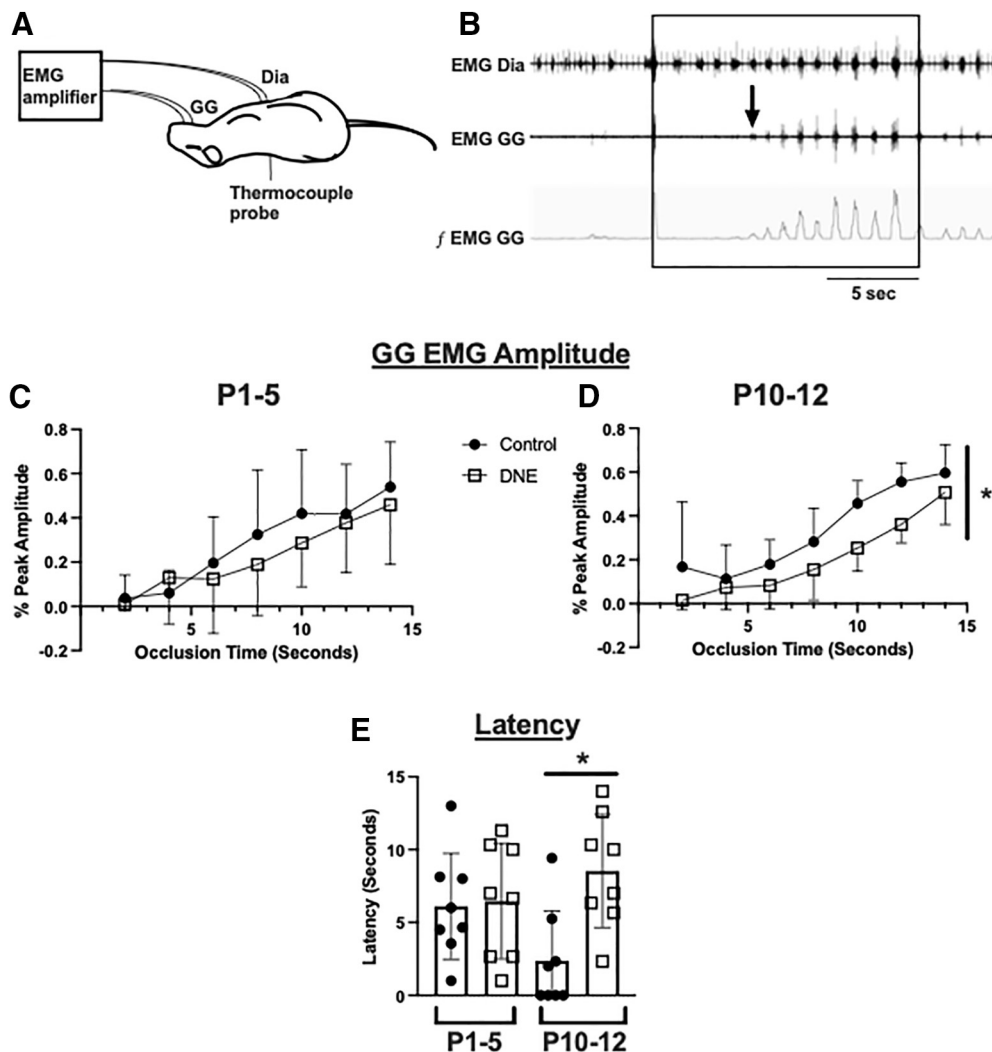 A
EMG
amplifier
GG
Dia
Thermocouple
probe
B
EMG Dia
EMG GG
ƒ EMG GG
5 sec
GG EMG Amplitude
C
P1-5
% Peak Amplitude
0.8
0.6
0.4
0.2
0.0
-0.2
5
10
15
Occlusion Time (Seconds)
Control
DNE
D
P10-12
% Peak Amplitude
0.8
0.6
0.4
0.2
0.0
-0.2
5
10
15
Occlusion Time (Seconds)
*
E
Latency
Latency (Seconds)
15
10
5
0
*
P1-5
P10-12